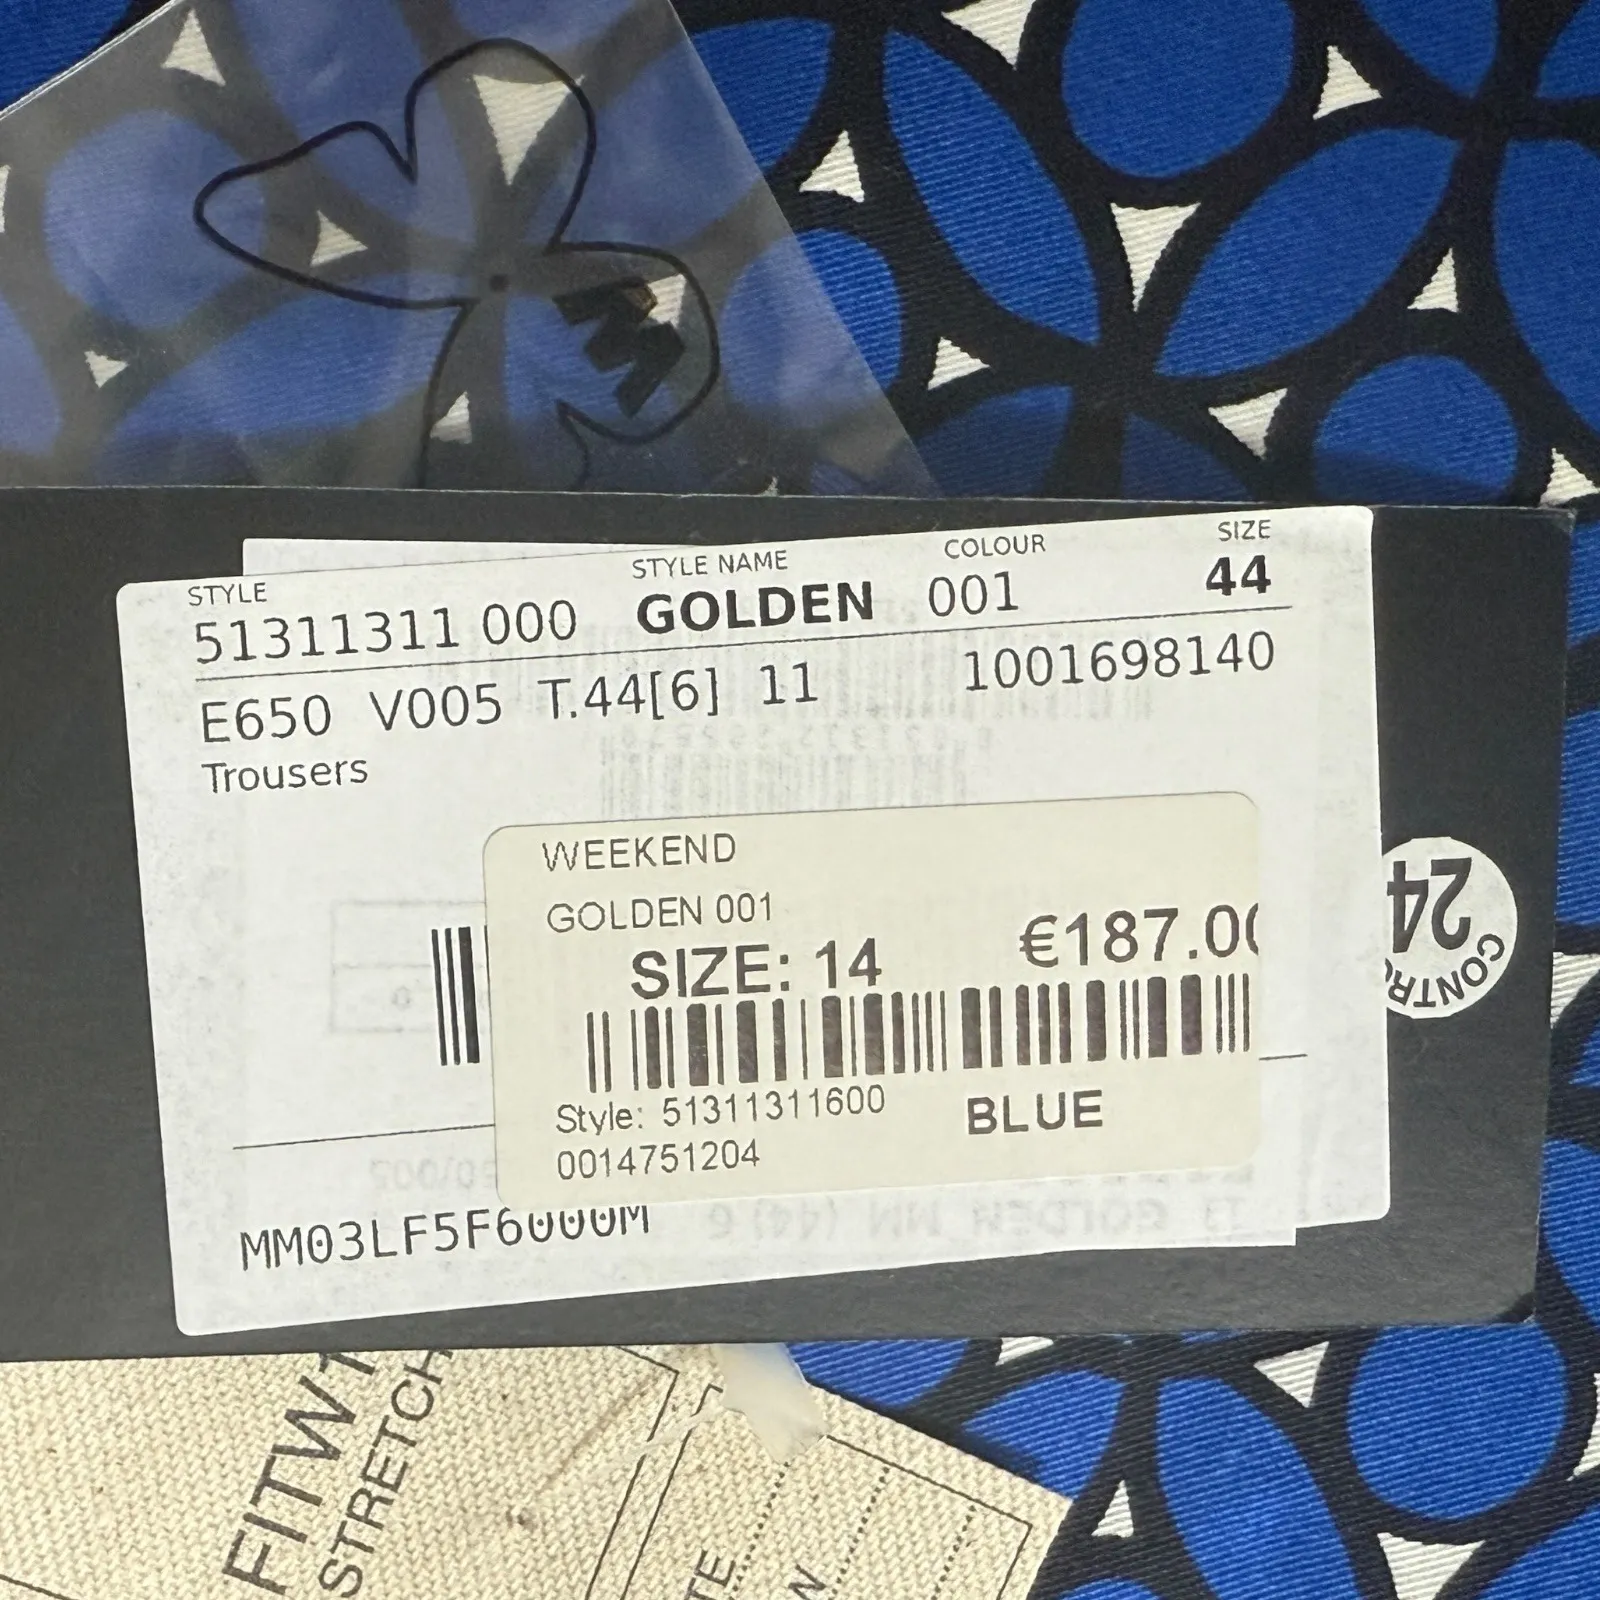 STYLE STYLE NAME COLOUR SIZE
51311311 000 GOLDEN 001 44
E650 V005 T.44[6] 11 1001698140
Trousers
WEEKEND
GOLDEN 001
SIZE: 14 €187.00
Style: 51311311600 BLUE
0014751204
MM03LF5F6000M
24
CONTRO
FITW
STRETCH